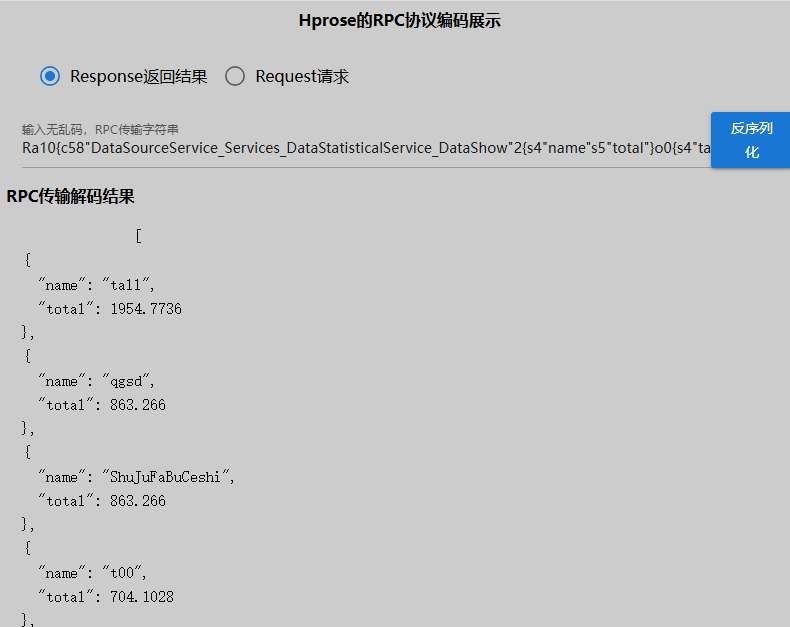 Hprose的RPC协议编码展示
Response返回结果 Request请求
输入无乱码，RPC传输字符串
Ra10{c58"DataSourceService_Services_DataStatisticalService_DataShow"2{s4"name"s5"total"}o0{s4"ta
反序列
化
RPC传输解码结果
[
{
"name": "ta11",
"total": 1954.7736
},
{
"name": "qgsd",
"total": 863.266
},
{
"name": "ShuJuFaBuCeshi",
"total": 863.266
},
{
"name": "t00",
"total": 704.1028
},